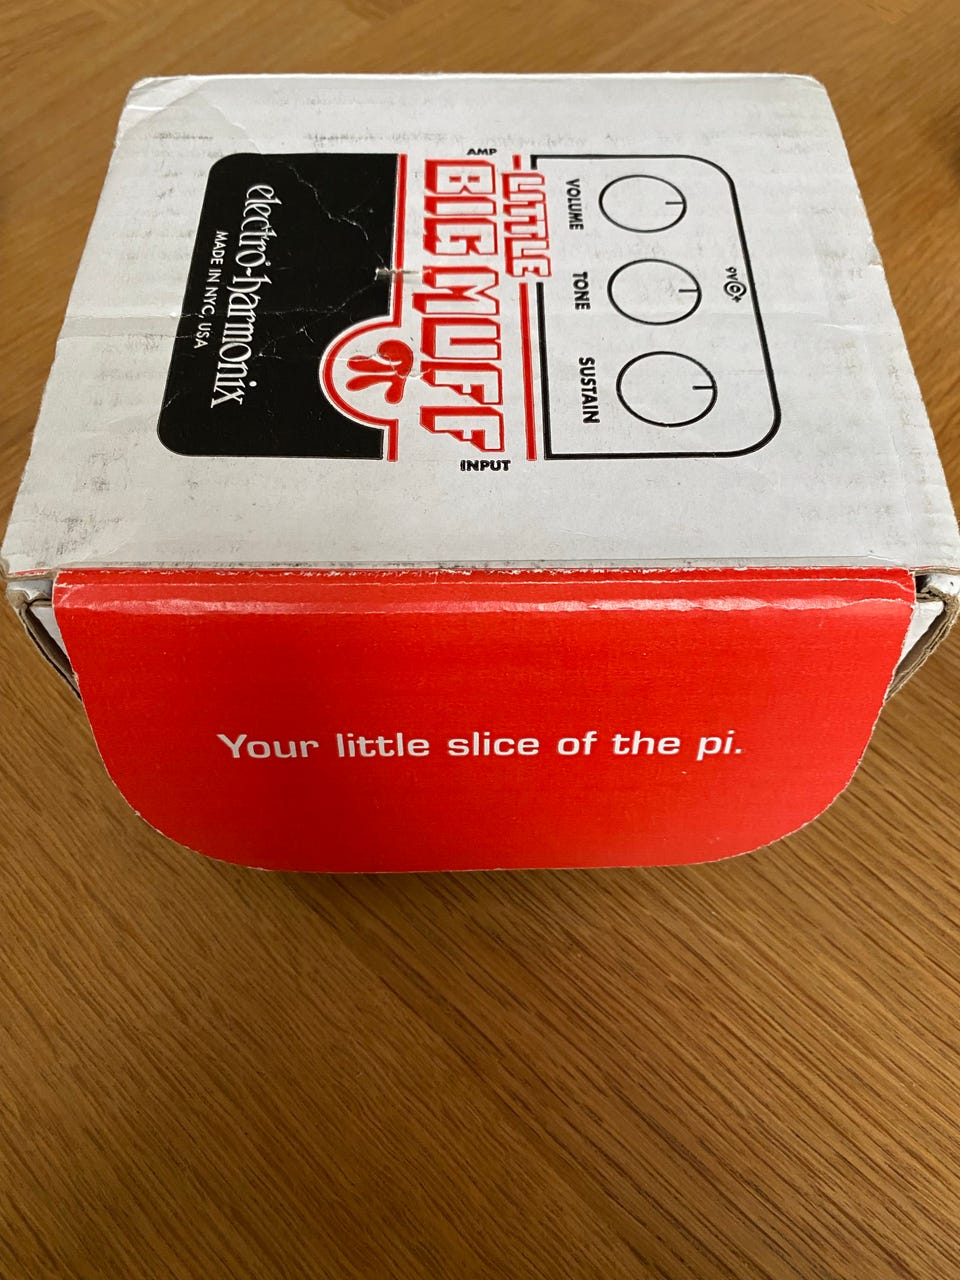 9V
VOLUME
TONE
SUSTAIN
LITTLE
AMP
BIG MUFF
INPUT
electro-harmonix
MADE IN NYC, USA
Your little slice of the pi.